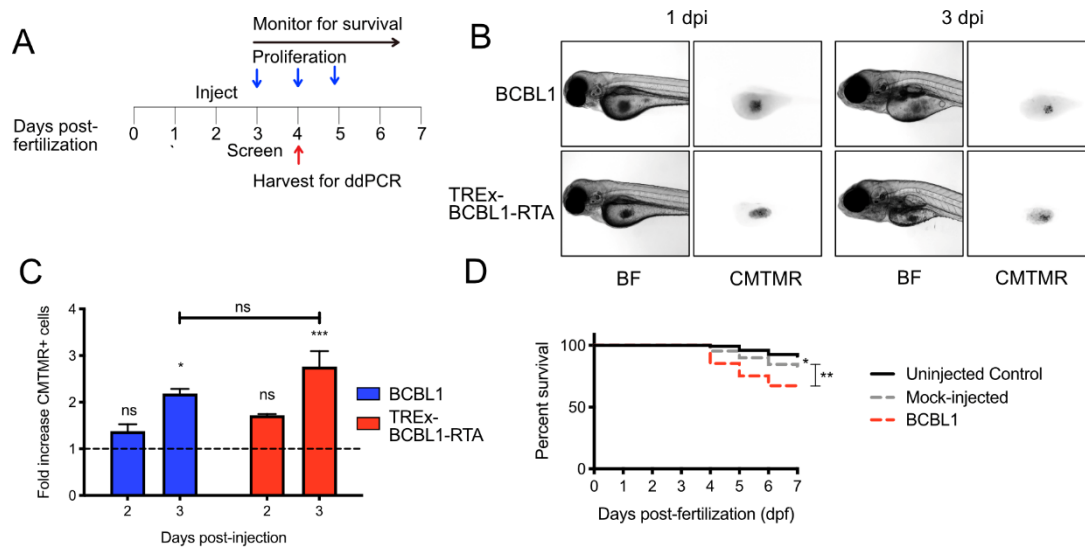 A
Monitor for survival
Proliferation
Inject
Days post-
fertilization
0 1 2 3 4 5 6 7
Screen
Harvest for ddPCR
B
1 dpi 3 dpi
BCBL1
TREx-
BCBL1-RTA
BF CMTMR BF CMTMR
C
Fold increase CMTMR+ cells
4
3
2
1
0
ns
ns * ns ***
2 3 2 3
Days post-injection
BCBL1
TREx-
BCBL1-RTA
D
Percent survival
100
50
0
0 1 2 3 4 5 6 7
Days post-fertilization (dpf)
* **
Uninjected Control
Mock-injected
BCBL1